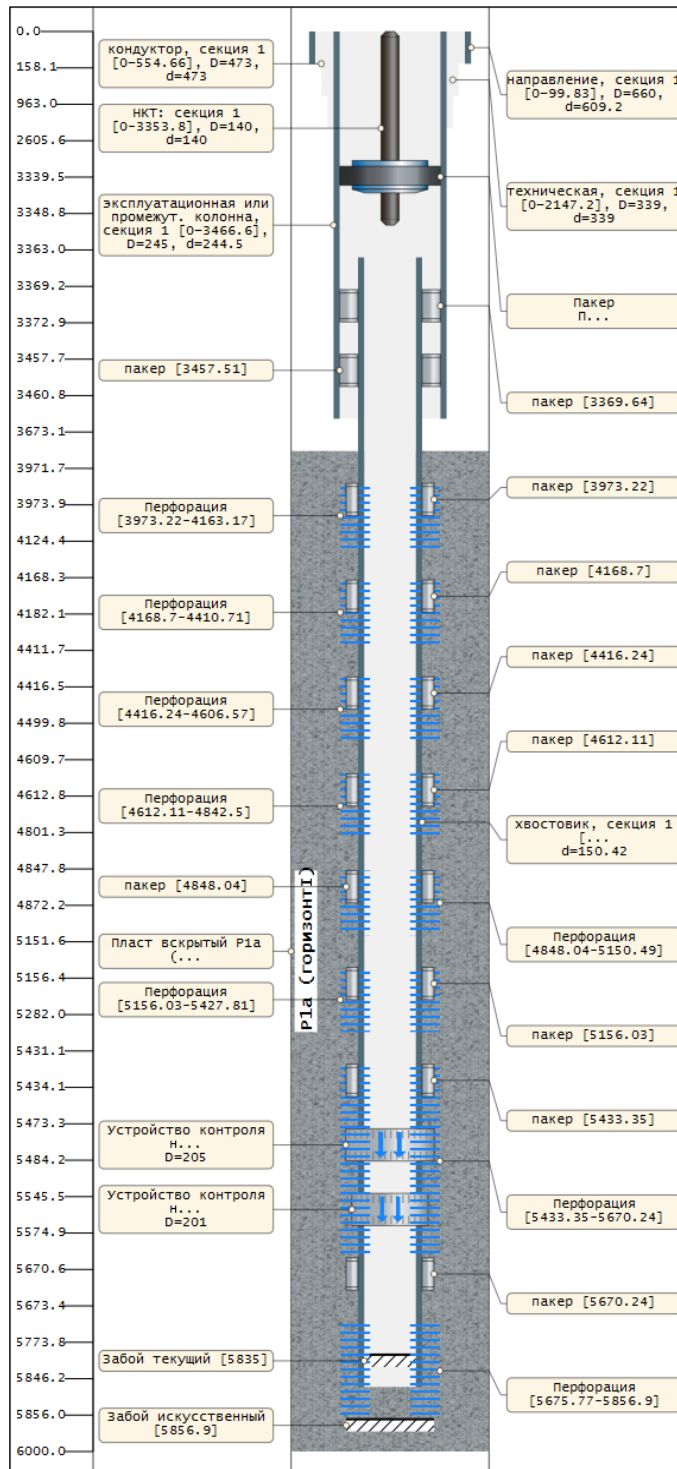 0.0
158.1
963.0
2605.6
3339.5
3348.8
3363.0
3369.2
3372.9
3457.7
3460.8
3673.1
3971.7
3973.9
4124.4
4168.3
4182.1
4411.7
4416.5
4499.8
4609.7
4612.8
4801.3
4847.8
4872.2
5151.6
5156.4
5282.0
5431.1
5434.1
5473.3
5484.2
5545.5
5574.9
5670.6
5673.4
5773.8
5846.2
5856.0
6000.0
кондуктор, секция 1
[0-554.66], D=473,
d=473
НКТ: секция 1
[0-3353.8], D=140,
d=140
эксплуатационная или
промежут. колонна,
секция 1 [0-3466.6],
D=245, d=244.5
пакер [3457.51]
Перфорация
[3973.22-4163.17]
Перфорация
[4168.7-4410.71]
Перфорация
[4416.24-4606.57]
Перфорация
[4612.11-4842.5]
пакер [4848.04]
Пласт вскрытый P1a
(...
Перфорация
[5156.03-5427.81]
Устройство контроля
н...
D=205
Устройство контроля
н...
D=201
Забой текущий [5835]
Забой искусственный
[5856.9]
P1a (горизонтI)
направление, секция 1
[0-99.83], D=660,
d=609.2
техническая, секция 1
[0-2147.2], D=339,
d=339
Пакер
П...
пакер [3369.64]
пакер [3973.22]
пакер [4168.7]
пакер [4416.24]
пакер [4612.11]
хвостовик, секция 1
[...
d=150.42
Перфорация
[4848.04-5150.49]
пакер [5156.03]
пакер [5433.35]
Перфорация
[5433.35-5670.24]
пакер [5670.24]
Перфорация
[5675.77-5856.9]